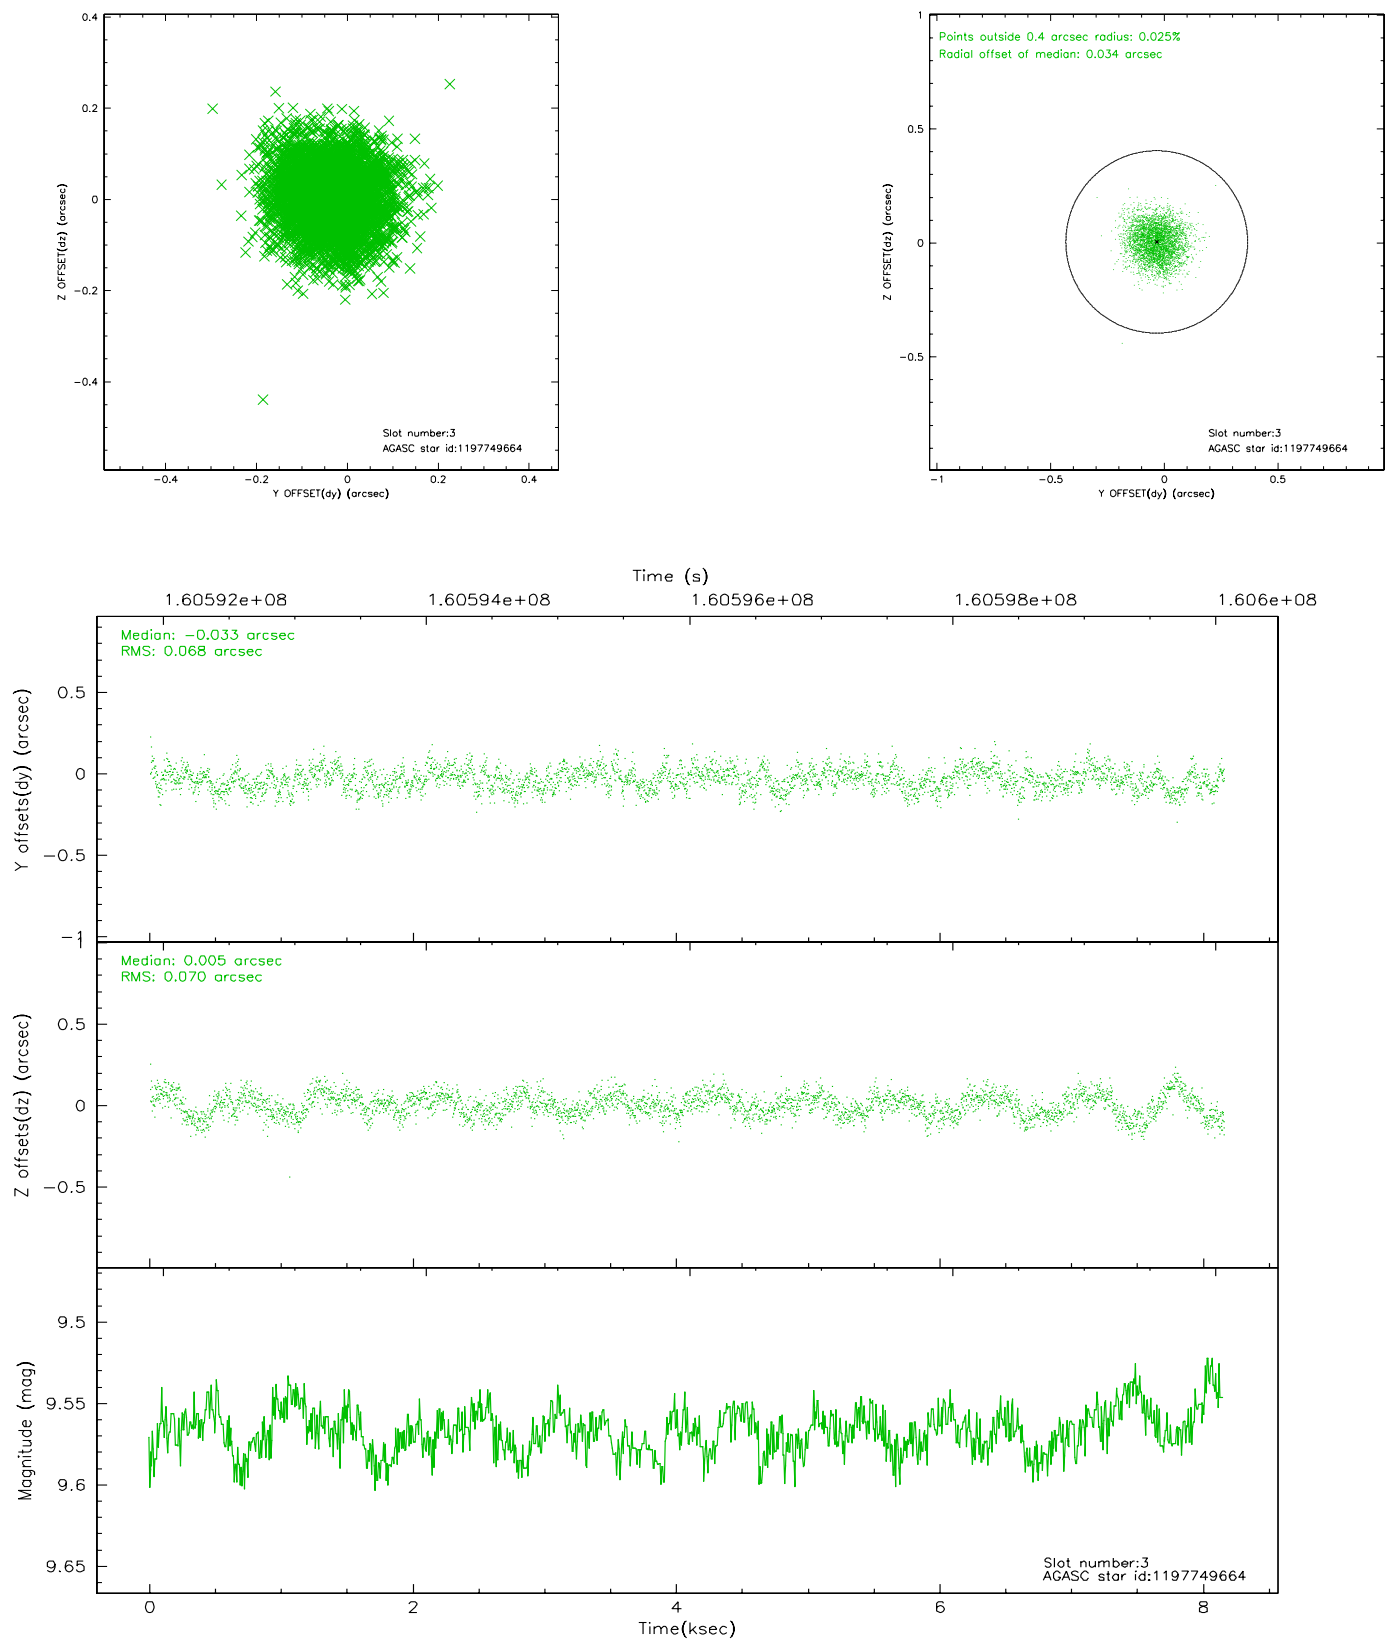 0.4
0.2
0
−0.2
−0.4
Z OFFSET(dz) (arcsec)
−0.4
−0.2
0
0.2
0.4
Y OFFSET(dy) (arcsec)
Slot number:3
AGASC star id:1197749664
Points outside 0.4 arcsec radius: 0.025%
Radial offset of median: 0.034 arcsec
1
0.5
0
−0.5
Z OFFSET(dz) (arcsec)
−1
−0.5
0
0.5
Y OFFSET(dy) (arcsec)
Slot number:3
AGASC star id:1197749664
Time (s)
1.60592e+08
1.60594e+08
1.60596e+08
1.60598e+08
1.606e+08
Median: −0.033 arcsec
RMS: 0.068 arcsec
0.5
0
−0.5
−1
Y offsets(dy) (arcsec)
Median: 0.005 arcsec
RMS: 0.070 arcsec
0.5
0
−0.5
Z offsets(dz) (arcsec)
9.5
9.55
9.6
9.65
Magnitude (mag)
Slot number:3
AGASC star id:1197749664
0
2
4
6
8
Time(ksec)